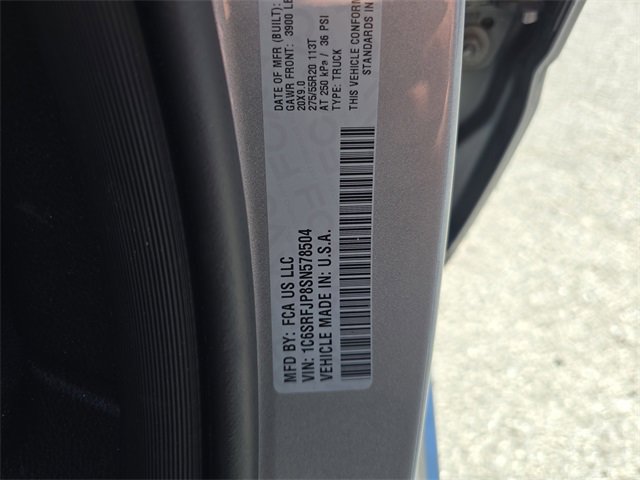 DATE OF MFR (BUILT):
GAWR FRONT: 3900 LB
20X9.0
275/55R20 113T
AT 250 kPa / 36 PSI
TYPE: TRUCK
THIS VEHICLE CONFORM
STANDARDS IN
MFD BY: FCA US LLC
VIN: 1C6SRFJP8SN578504
VEHICLE MADE IN: U.S.A.